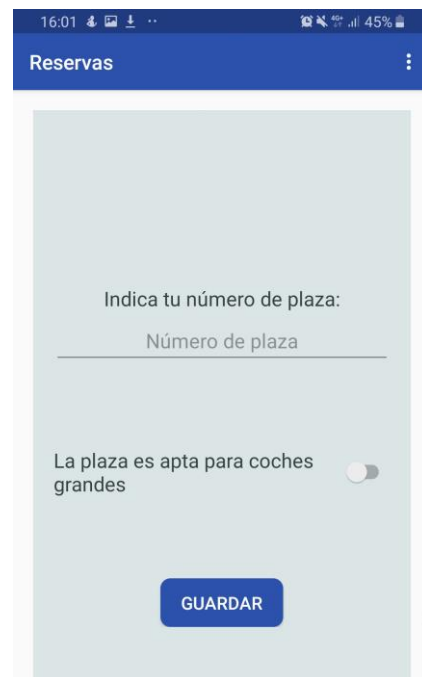 16:01 45%
Reservas
Indica tu número de plaza:
Número de plaza
La plaza es apta para coches
grandes
GUARDAR